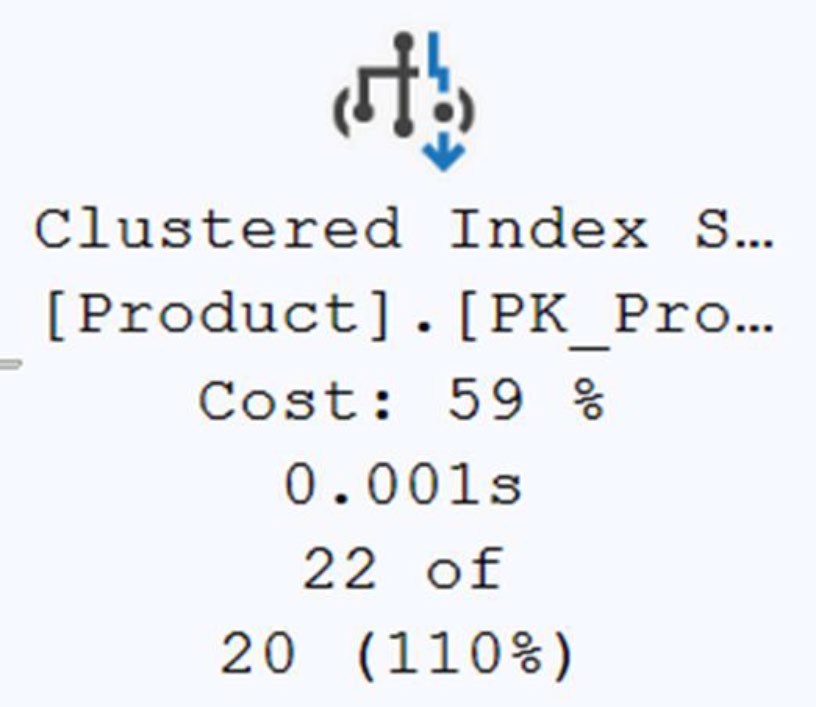 Clustered Index S…
[Product].[PK_Pro…
Cost: 59 %
0.001s
22 of
20 (110%)